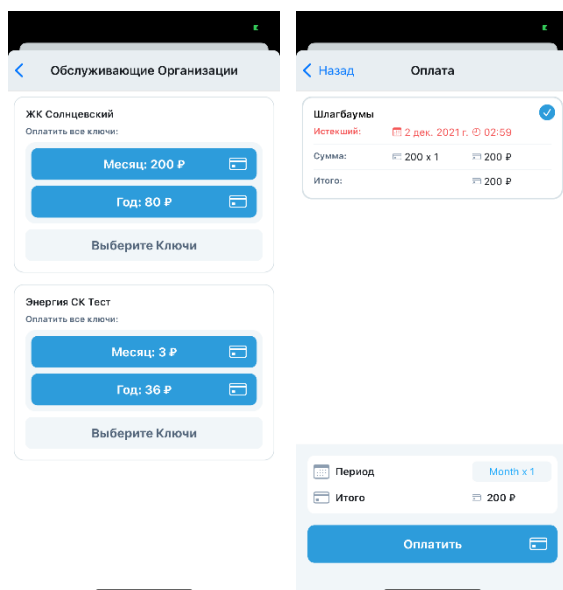 Обслуживающие Организации
ЖК Солнцевский
Оплатить все ключи:
Месяц: 200 ₽
Год: 80 ₽
Выберите Ключи
Энергия СК Тест
Оплатить все ключи:
Месяц: 3 ₽
Год: 36 ₽
Выберите Ключи
Назад Оплата
Шлагбаумы
Истекший: 2 дек. 2021 г. 02:59
Сумма: 200 x 1 200 ₽
Итого: 200 ₽
Период Month x 1
Итого 200 ₽
Оплатить